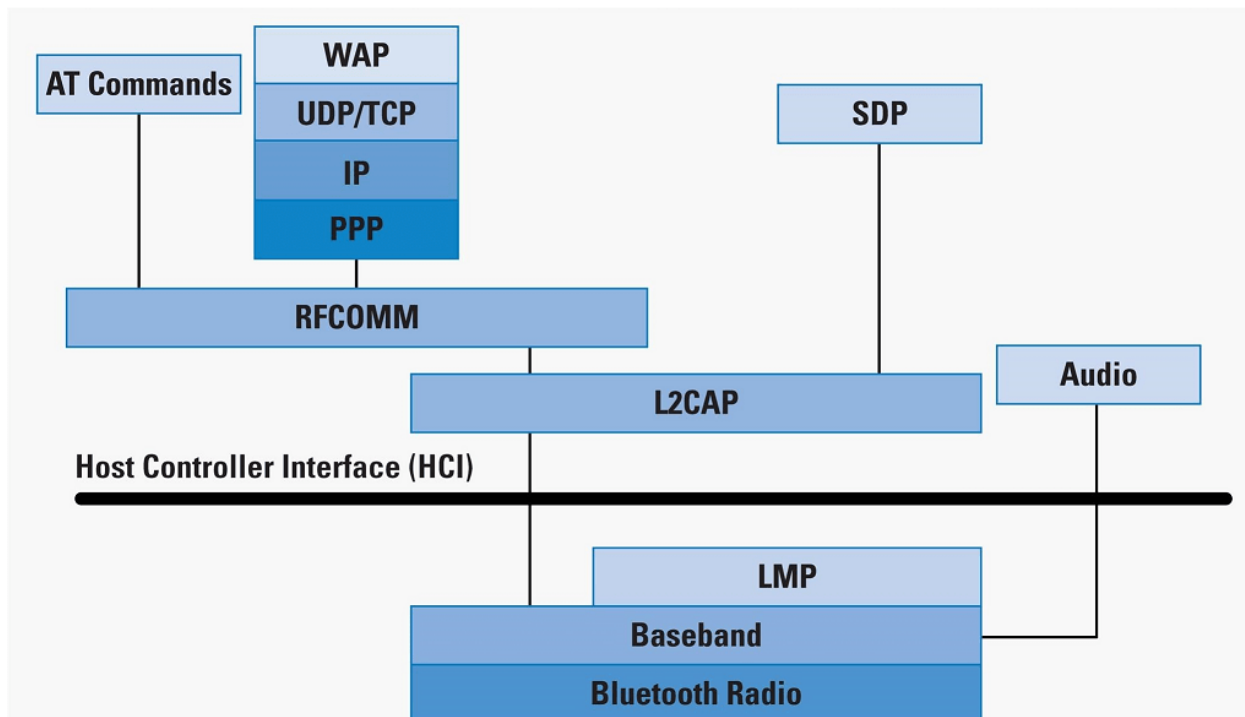 WAP
AT Commands
UDP/TCP
SDP
IP
PPP
RFCOMM
Audio
L2CAP
Host Controller Interface (HCI)
LMP
Baseband
Bluetooth Radio